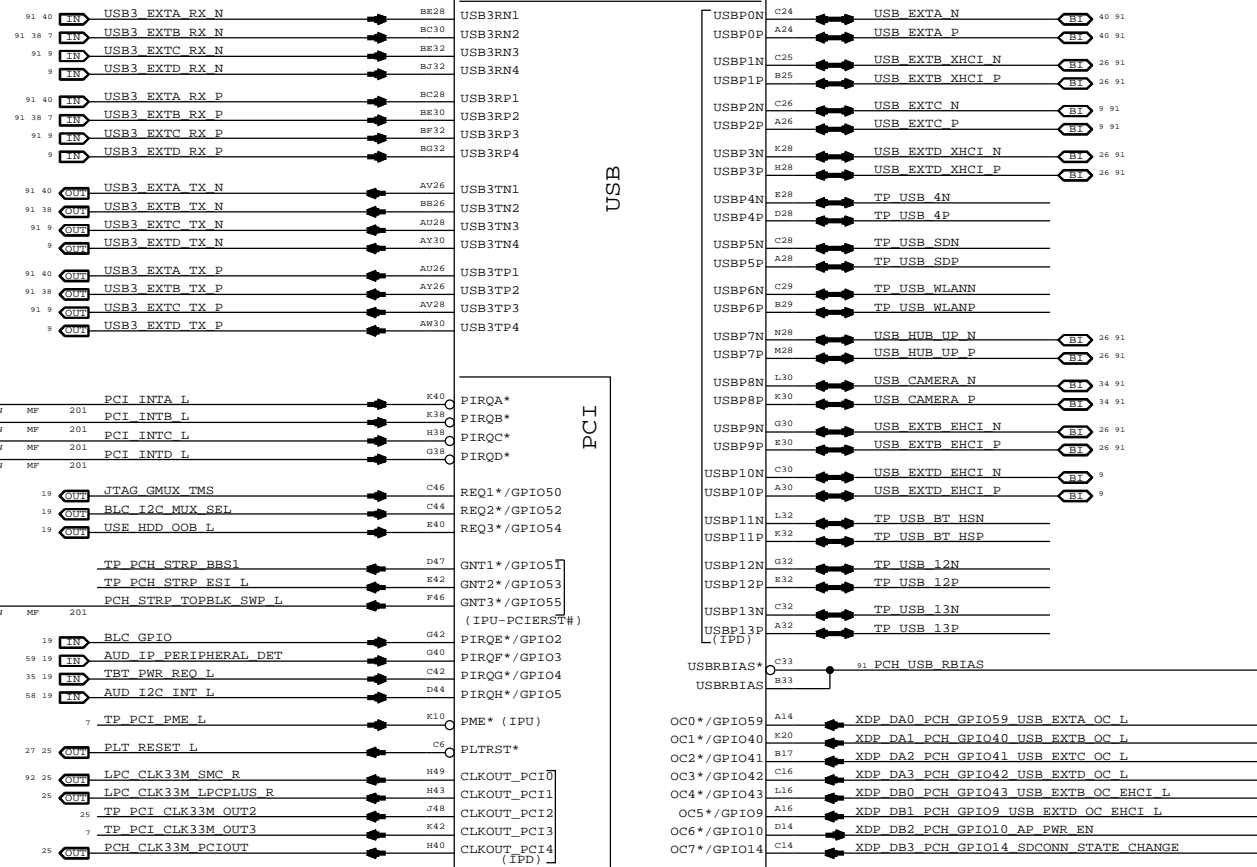 91 40 IN USB3_EXTA_RX_N BE28 USB3RN1
91 38 7 IN USB3_EXTB_RX_N BC30 USB3RN2
91 9 IN USB3_EXTC_RX_N BE32 USB3RN3
9 IN USB3_EXTD_RX_N BJ32 USB3RN4
91 40 IN USB3_EXTA_RX_P BC28 USB3RP1
91 38 7 IN USB3_EXTB_RX_P BE30 USB3RP2
91 9 IN USB3_EXTC_RX_P BF32 USB3RP3
9 IN USB3_EXTD_RX_P BG32 USB3RP4
91 40 OUT USB3_EXTA_TX_N AV26 USB3TN1
91 38 OUT USB3_EXTB_TX_N BB26 USB3TN2
91 9 OUT USB3_EXTC_TX_N AU28 USB3TN3
9 OUT USB3_EXTD_TX_N AY30 USB3TN4
91 40 OUT USB3_EXTA_TX_P AU26 USB3TP1
91 38 OUT USB3_EXTB_TX_P AY26 USB3TP2
91 9 OUT USB3_EXTC_TX_P AV28 USB3TP3
9 OUT USB3_EXTD_TX_P AW30 USB3TP4
USB
PCI_INTA_L K40 PIRQA*
MF 201
PCI_INTB_L K38 PIRQB*
MF 201
PCI_INTC_L H38 PIRQC*
MF 201
PCI_INTD_L G38 PIRQD*
MF 201
PCI
19 OUT JTAG_GMUX_TMS C46 REQ1*/GPIO50
19 OUT BLC_I2C_MUX_SEL C44 REQ2*/GPIO52
19 OUT USE_HDD_OOB_L E40 REQ3*/GPIO54
TP_PCH_STRP_BBS1 D47 GNT1*/GPIO51
TP_PCH_STRP_ESI_L E42 GNT2*/GPIO53
PCH_STRP_TOPBLK_SWP_L F46 GNT3*/GPIO55
MF 201
(IPU-PCIERST#)
19 IN BLC_GPIO G42 PIRQE*/GPIO2
59 19 IN AUD_IP_PERIPHERAL_DET G40 PIRQF*/GPIO3
35 19 IN TBT_PWR_REQ_L C42 PIRQG*/GPIO4
58 19 IN AUD_I2C_INT_L D44 PIRQH*/GPIO5
7 TP_PCI_PME_L K10 PME* (IPU)
27 25 OUT PLT_RESET_L C6 PLTRST*
92 25 OUT LPC_CLK33M_SMC_R H49 CLKOUT_PCI0
25 OUT LPC_CLK33M_LPCPLUS_R H43 CLKOUT_PCI1
25 TP_PCI_CLK33M_OUT2 J48 CLKOUT_PCI2
7 TP_PCI_CLK33M_OUT3 K42 CLKOUT_PCI3
25 OUT PCH_CLK33M_PCIOUT H40 CLKOUT_PCI4
(IPD)
USBP0N C24 USB_EXTA_N BI 40 91
USBP0P A24 USB_EXTA_P BI 40 91
USBP1N C25 USB_EXTB_XHCI_N BI 26 91
USBP1P B25 USB_EXTB_XHCI_P BI 26 91
USBP2N C26 USB_EXTC_N BI 9 91
USBP2P A26 USB_EXTC_P BI 9 91
USBP3N K28 USB_EXTD_XHCI_N BI 26 91
USBP3P H28 USB_EXTD_XHCI_P BI 26 91
USBP4N E28 TP_USB_4N
USBP4P D28 TP_USB_4P
USBP5N C28 TP_USB_SDN
USBP5P A28 TP_USB_SDP
USBP6N C29 TP_USB_WLANN
USBP6P B29 TP_USB_WLANP
USBP7N N28 USB_HUB_UP_N BI 26 91
USBP7P M28 USB_HUB_UP_P BI 26 91
USBP8N L30 USB_CAMERA_N BI 34 91
USBP8P K30 USB_CAMERA_P BI 34 91
USBP9N G30 USB_EXTB_EHCI_N BI 26 91
USBP9P E30 USB_EXTB_EHCI_P BI 26 91
USBP10N C30 USB_EXTD_EHCI_N BI 9
USBP10P A30 USB_EXTD_EHCI_P BI 9
USBP11N L32 TP_USB_BT_HSN
USBP11P K32 TP_USB_BT_HSP
USBP12N G32 TP_USB_12N
USBP12P E32 TP_USB_12P
USBP13N C32 TP_USB_13N
USBP13P A32 TP_USB_13P
(IPD)
USBRBIAS* C33 91 PCH_USB_RBIAS
USBRBIAS B33
OC0*/GPIO59 A14 XDP_DA0_PCH_GPIO59_USB_EXTA_OC_L
OC1*/GPIO40 K20 XDP_DA1_PCH_GPIO40_USB_EXTB_OC_L
OC2*/GPIO41 B17 XDP_DA2_PCH_GPIO41_USB_EXTC_OC_L
OC3*/GPIO42 C16 XDP_DA3_PCH_GPIO42_USB_EXTD_OC_L
OC4*/GPIO43 L16 XDP_DB0_PCH_GPIO43_USB_EXTB_OC_EHCI_L
OC5*/GPIO9 A16 XDP_DB1_PCH_GPIO9_USB_EXTD_OC_EHCI_L
OC6*/GPIO10 D14 XDP_DB2_PCH_GPIO10_AP_PWR_EN
OC7*/GPIO14 C14 XDP_DB3_PCH_GPIO14_SDCONN_STATE_CHANGE